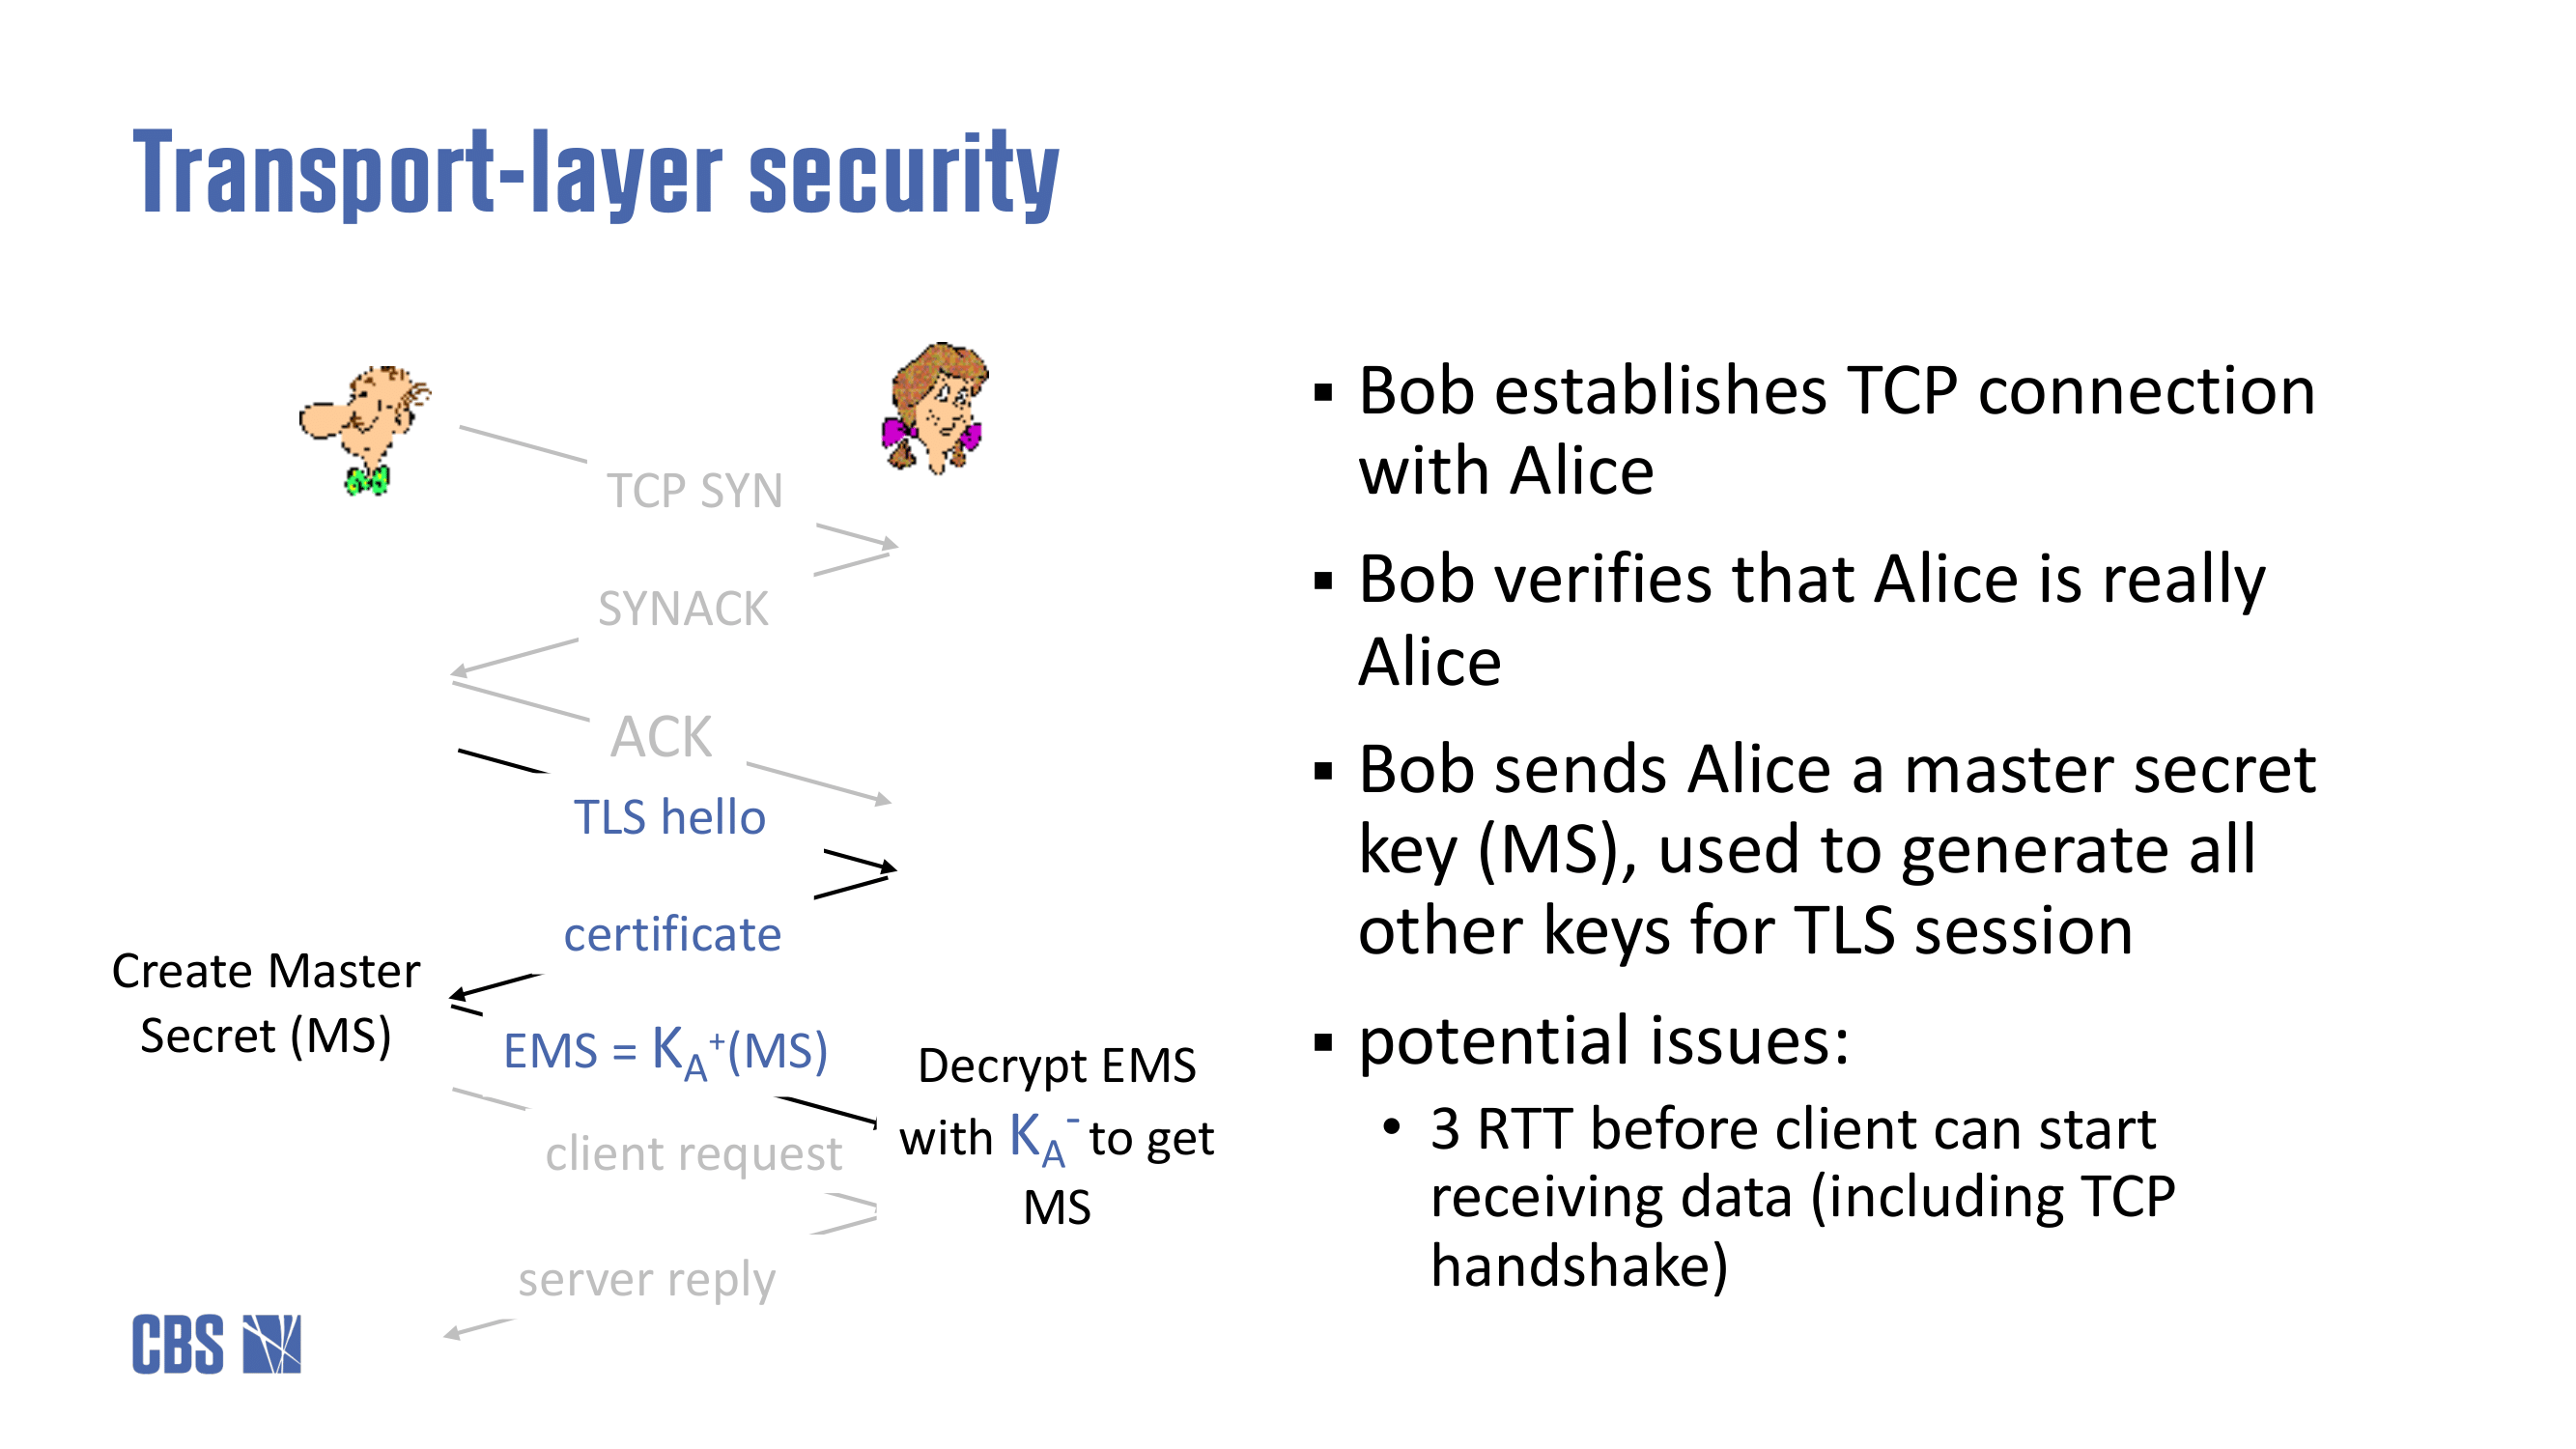 Transport-layer security
TCP SYN
SYNACK
ACK
TLS hello
certificate
Create Master
Secret (MS)
EMS = K_A^+(MS)
Decrypt EMS
with K_A^- to get
MS
client request
server reply
▪ Bob establishes TCP connection
with Alice
▪ Bob verifies that Alice is really
Alice
▪ Bob sends Alice a master secret
key (MS), used to generate all
other keys for TLS session
▪ potential issues:
• 3 RTT before client can start
receiving data (including TCP
handshake)
CBS